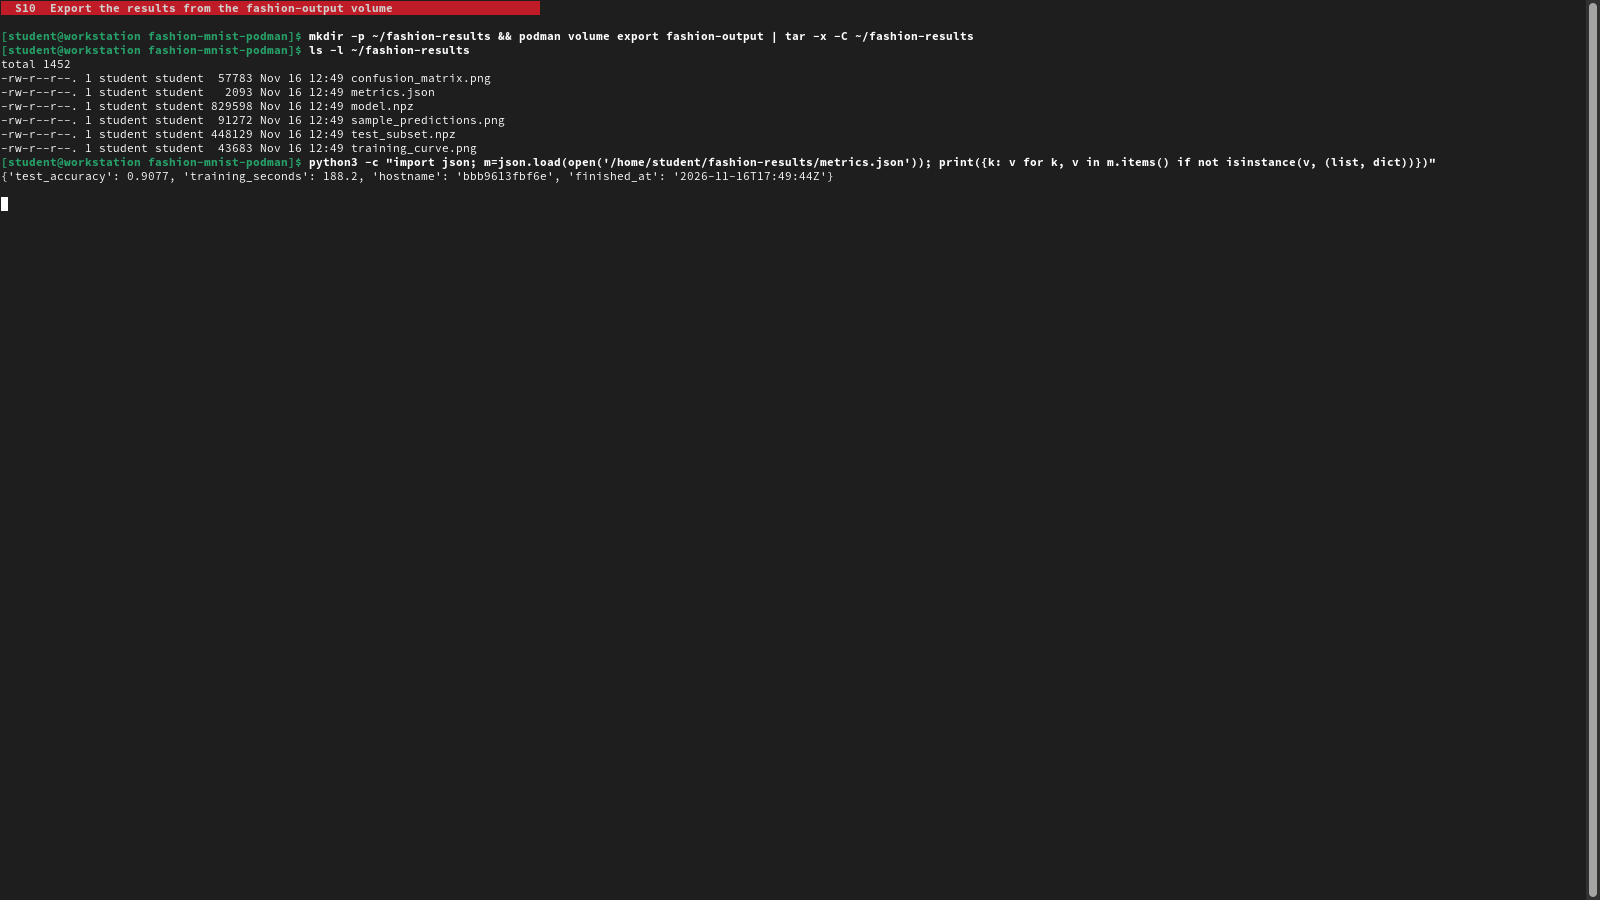 S10  Export the results from the fashion-output volume
[student@workstation fashion-mnist-podman]$ mkdir -p ~/fashion-results && podman volume export fashion-output | tar -x -C ~/fashion-results
[student@workstation fashion-mnist-podman]$ ls -l ~/fashion-results
total 1452
-rw-r--r--. 1 student student  57783 Nov 16 12:49 confusion_matrix.png
-rw-r--r--. 1 student student   2093 Nov 16 12:49 metrics.json
-rw-r--r--. 1 student student 829598 Nov 16 12:49 model.npz
-rw-r--r--. 1 student student  91272 Nov 16 12:49 sample_predictions.png
-rw-r--r--. 1 student student 448129 Nov 16 12:49 test_subset.npz
-rw-r--r--. 1 student student  43683 Nov 16 12:49 training_curve.png
[student@workstation fashion-mnist-podman]$ python3 -c "import json; m=json.load(open('/home/student/fashion-results/metrics.json')); print({k: v for k, v in m.items() if not isinstance(v, (list, dict))})"
{'test_accuracy': 0.9077, 'training_seconds': 188.2, 'hostname': 'bbb9613fbf6e', 'finished_at': '2026-11-16T17:49:44Z'}